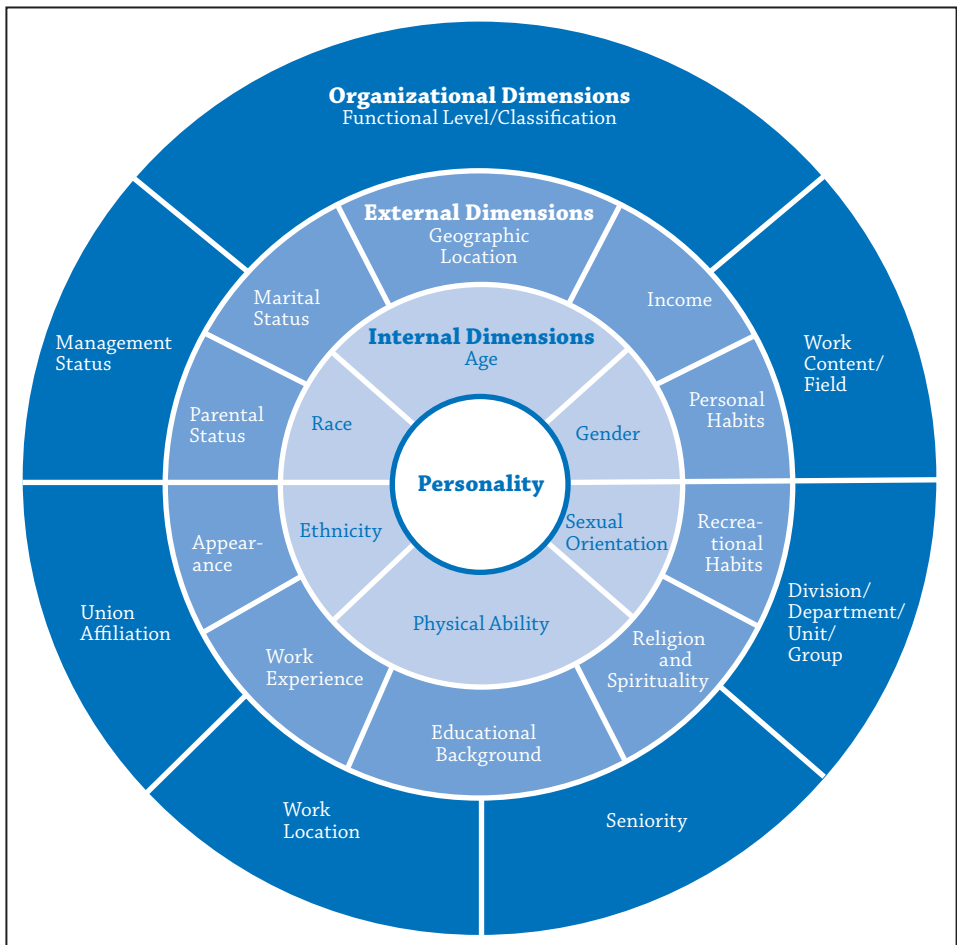 Organizational Dimensions
Functional Level/Classification
External Dimensions
Geographic
Location
Marital
Status
Income
Internal Dimensions
Age
Management
Status
Work
Content/
Field
Parental
Status
Race
Gender
Personal
Habits
Personality
Ethnicity
Sexual
Orientation
Appear-
ance
Recrea-
tional
Habits
Union
Affiliation
Division/
Department/
Unit/
Group
Physical Ability
Work
Experience
Religion
and
Spirituality
Educational
Background
Work
Location
Seniority